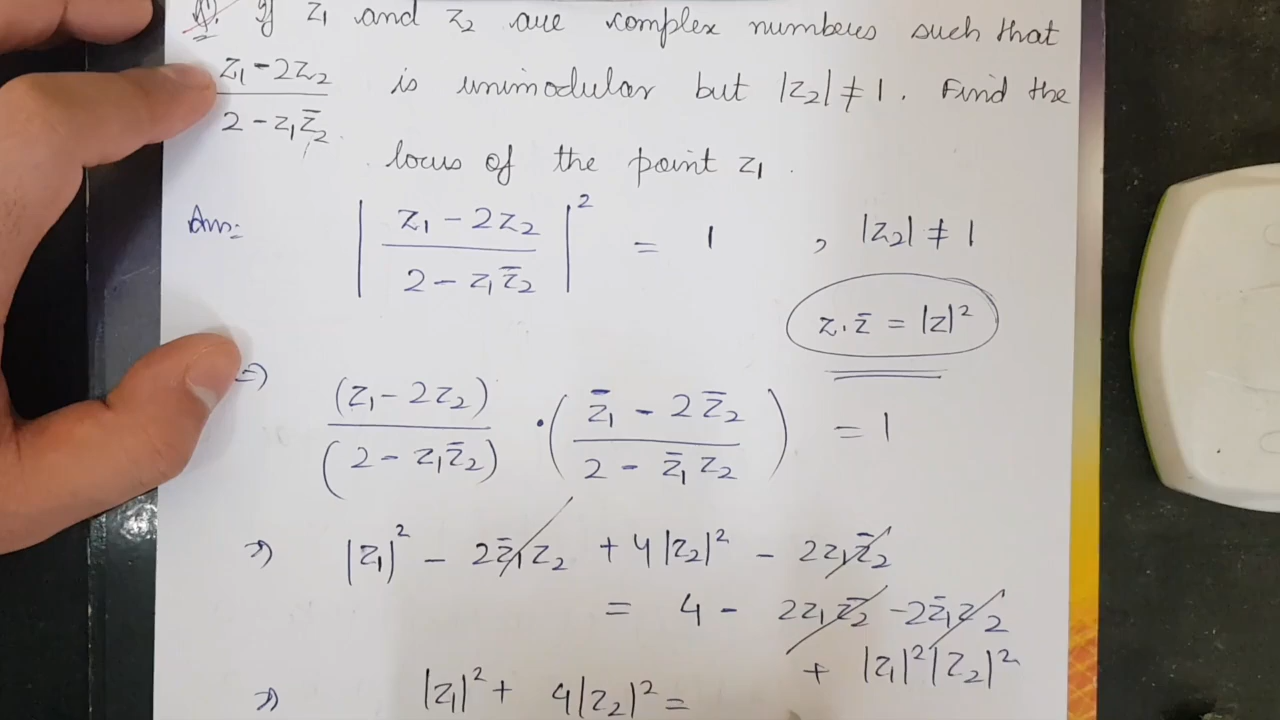 Q1. If z₁ and z₂ are complex numbers such that
(z₁ - 2z₂)/(2 - z₁z̄₂) is unimodular but |z₂| ≠ 1. Find the
locus of the point z₁.
Ans:- |(z₁ - 2z₂)/(2 - z₁z̄₂)|² = 1 , |z₂| ≠ 1
z.z̄ = |z|²
⇒ (z₁ - 2z₂)/(2 - z₁z̄₂) · ((z̄₁ - 2z̄₂)/(2 - z̄₁z₂)) = 1
⇒ |z₁|² - 2z̄₁z₂ + 4|z₂|² - 2z₁z̄₂
= 4 - 2z₁z̄₂ - 2z̄₁z₂
+ |z₁|²|z₂|²
⇒ |z₁|² + 4|z₂|² =